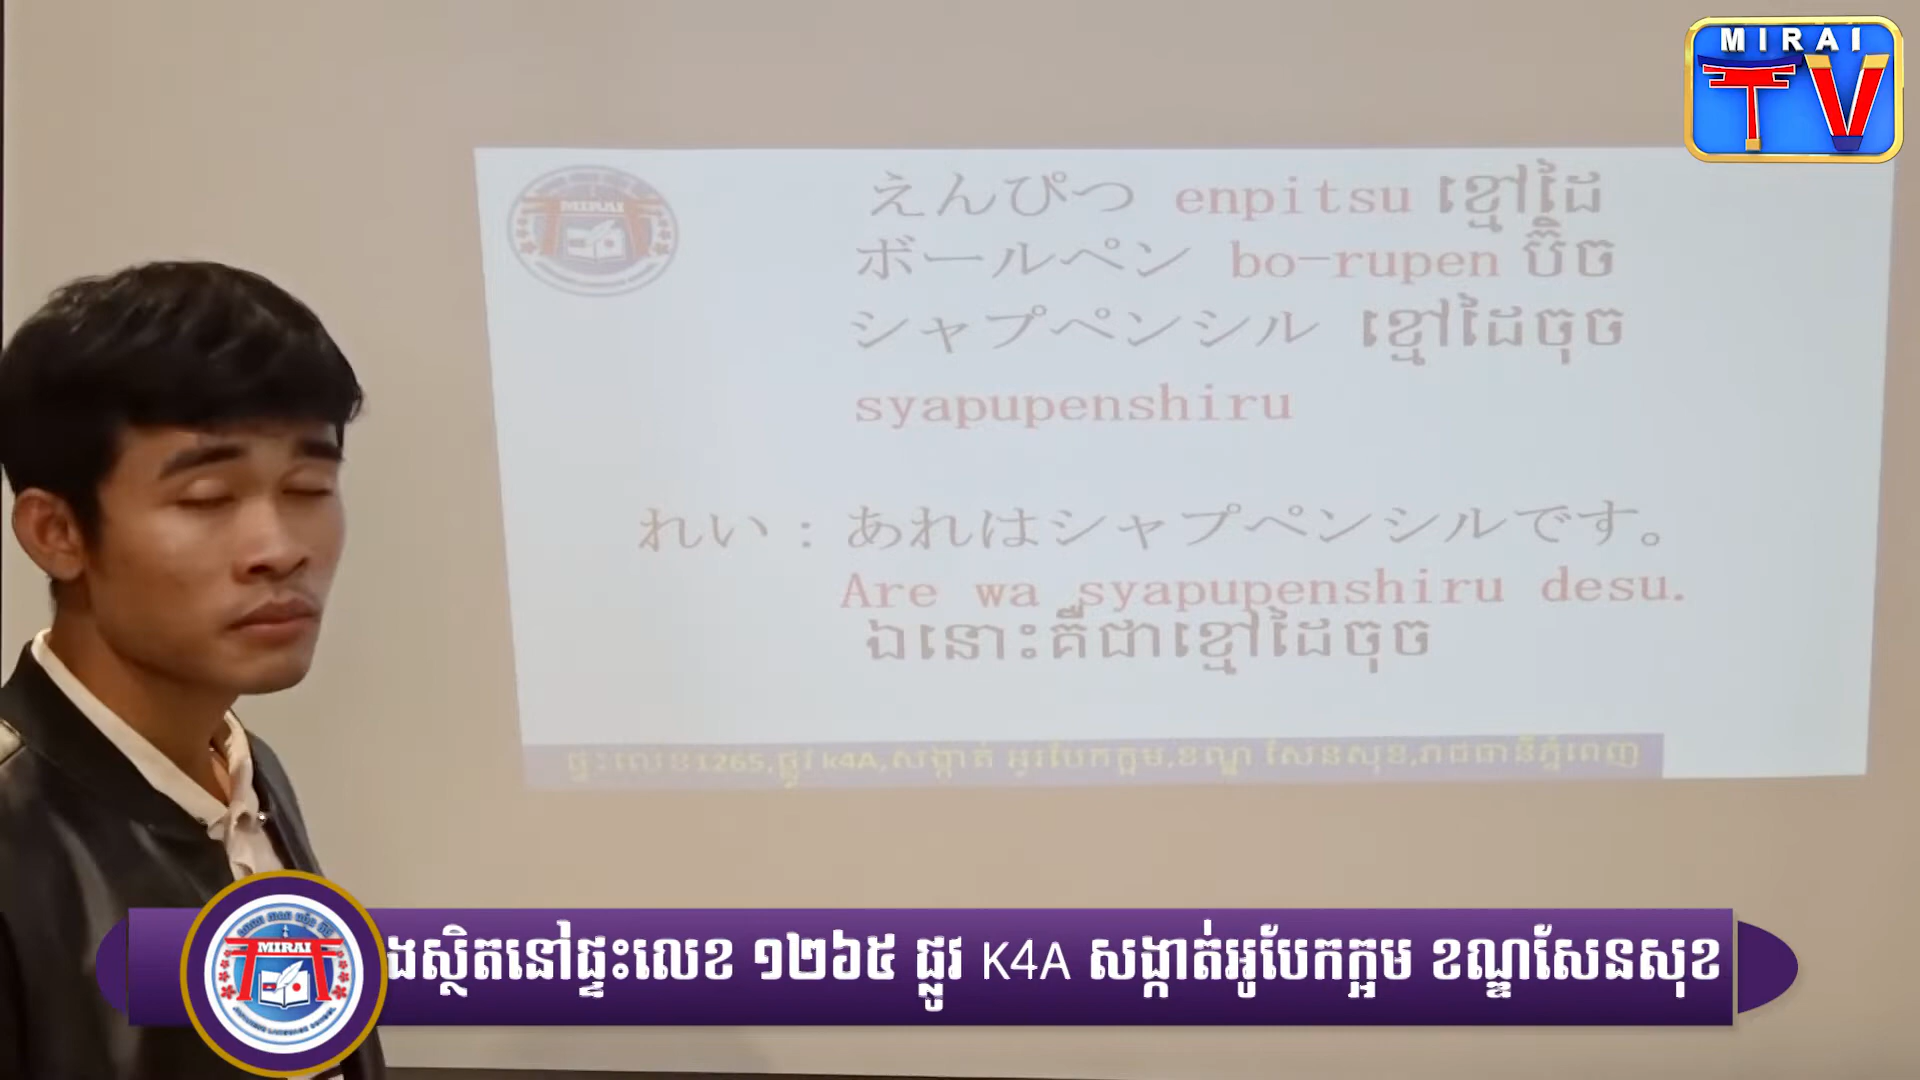 MIRAI
TV
MIRAI
えんぴつ enpitsu ខ្មៅដៃ
ボールペン bo-rupen ប៊ិច
シャプペンシル ខ្មៅដៃចុច
syapupenshiru
れい：あれはシャプペンシルです。
Are wa syapupenshiru desu.
ឯនោះគឺជាខ្មៅដៃចុច
ផ្ទះលេខ1265,ផ្លូវ k4A,សង្កាត់ អូរបែកក្អម,ខណ្ឌ សែនសុខ,រាជធានីភ្នំពេញ
MIRAI
ងស្ថិតនៅផ្ទះលេខ ១២៦៥ ផ្លូវ K4A សង្កាត់អូបែកក្អម ខណ្ឌសែនសុខ